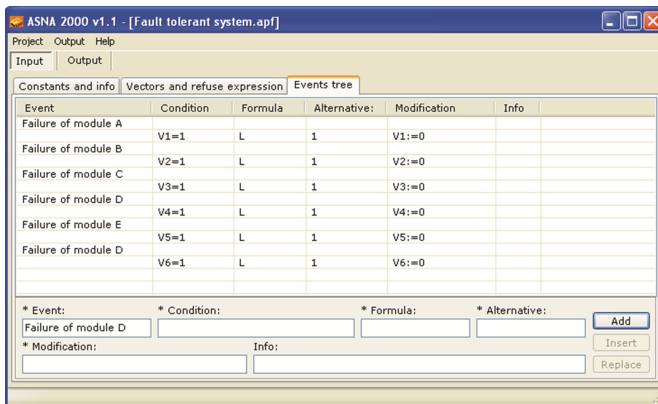 ASNA 2000 v1.1 - [Fault tolerant system.apf]
Project Output Help
Input Output
Constants and info Vectors and refuse expression Events tree
Event Condition Formula Alternative: Modification Info
Failure of module A
V1=1 L 1 V1:=0
Failure of module B
V2=1 L 1 V2:=0
Failure of module C
V3=1 L 1 V3:=0
Failure of module D
V4=1 L 1 V4:=0
Failure of module E
V5=1 L 1 V5:=0
Failure of module D
V6=1 L 1 V6:=0
* Event: * Condition: * Formula: * Alternative:
Failure of module D
Add
* Modification: Info:
Insert
Replace